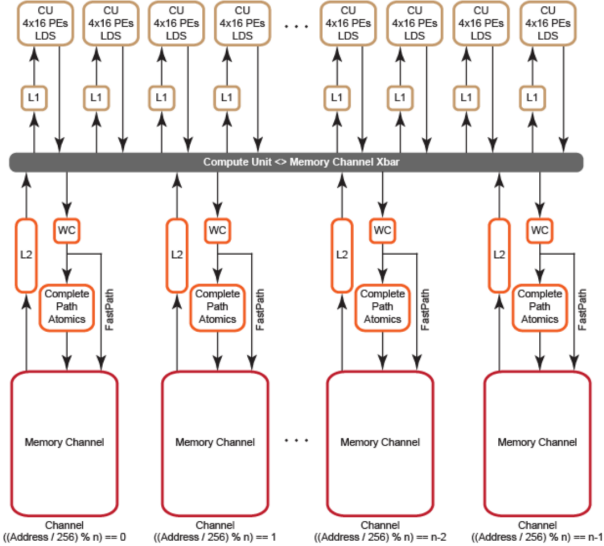 CU
4x16 PEs
LDS
CU
4x16 PEs
LDS
CU
4x16 PEs
LDS
CU
4x16 PEs
LDS
. . .
CU
4x16 PEs
LDS
CU
4x16 PEs
LDS
CU
4x16 PEs
LDS
CU
4x16 PEs
LDS
L1
L1
L1
L1
L1
L1
L1
L1
Compute Unit <> Memory Channel Xbar
L2
WC
Complete
Path
Atomics
FastPath
L2
WC
Complete
Path
Atomics
FastPath
L2
WC
Complete
Path
Atomics
FastPath
L2
WC
Complete
Path
Atomics
FastPath
Memory Channel
Memory Channel
. . .
Memory Channel
Memory Channel
Channel
((Address / 256) % n) == 0
Channel
((Address / 256) % n) == 1
Channel
((Address / 256) % n) == n-2
Channel
((Address / 256) % n) == n-1